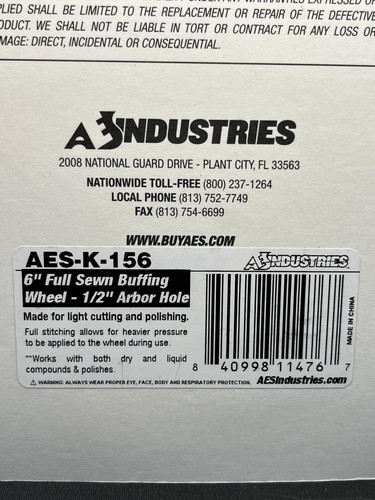 PLIED SHALL BE LIMITED TO THE REPLACEMENT OR REPAIR OF THE DEFECTIVE
ODUCT. WE SHALL NOT BE LIABLE IN TORT OR CONTRACT FOR ANY LOSS OR
MAGE: DIRECT, INCIDENTAL OR CONSEQUENTIAL.
AES INDUSTRIES
2008 NATIONAL GUARD DRIVE - PLANT CITY, FL 33563
NATIONWIDE TOLL-FREE (800) 237-1264
LOCAL PHONE (813) 752-7749
FAX (813) 754-6699
WWW.BUYAES.COM
AES-K-156
AES INDUSTRIES
6" Full Sewn Buffing
Wheel - 1/2" Arbor Hole
Made for light cutting and polishing.
Full stitching allows for heavier pressure
to be applied to the wheel during use.
**Works with both dry and liquid
compounds & polishes.
⚠ WARNING: ALWAYS WEAR PROPER EYE, FACE, BODY AND RESPIRATORY PROTECTION.
8 40998 11476 7
AESIndustries.com
MADE IN CHINA